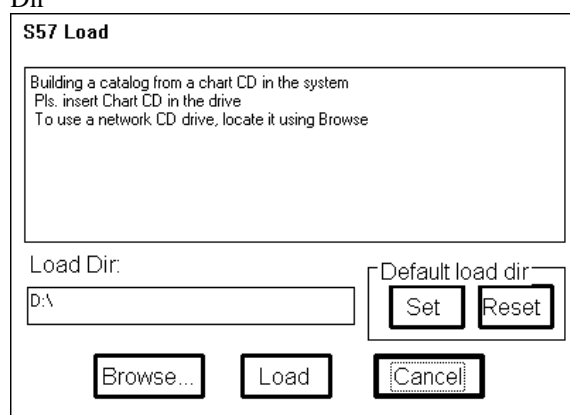 Dir
S57 Load
Building a catalog from a chart CD in the system
Pls. insert Chart CD in the drive
To use a network CD drive, locate it using Browse
Load Dir:
Default load dir
D:\
Set
Reset
Browse...
Load
Cancel